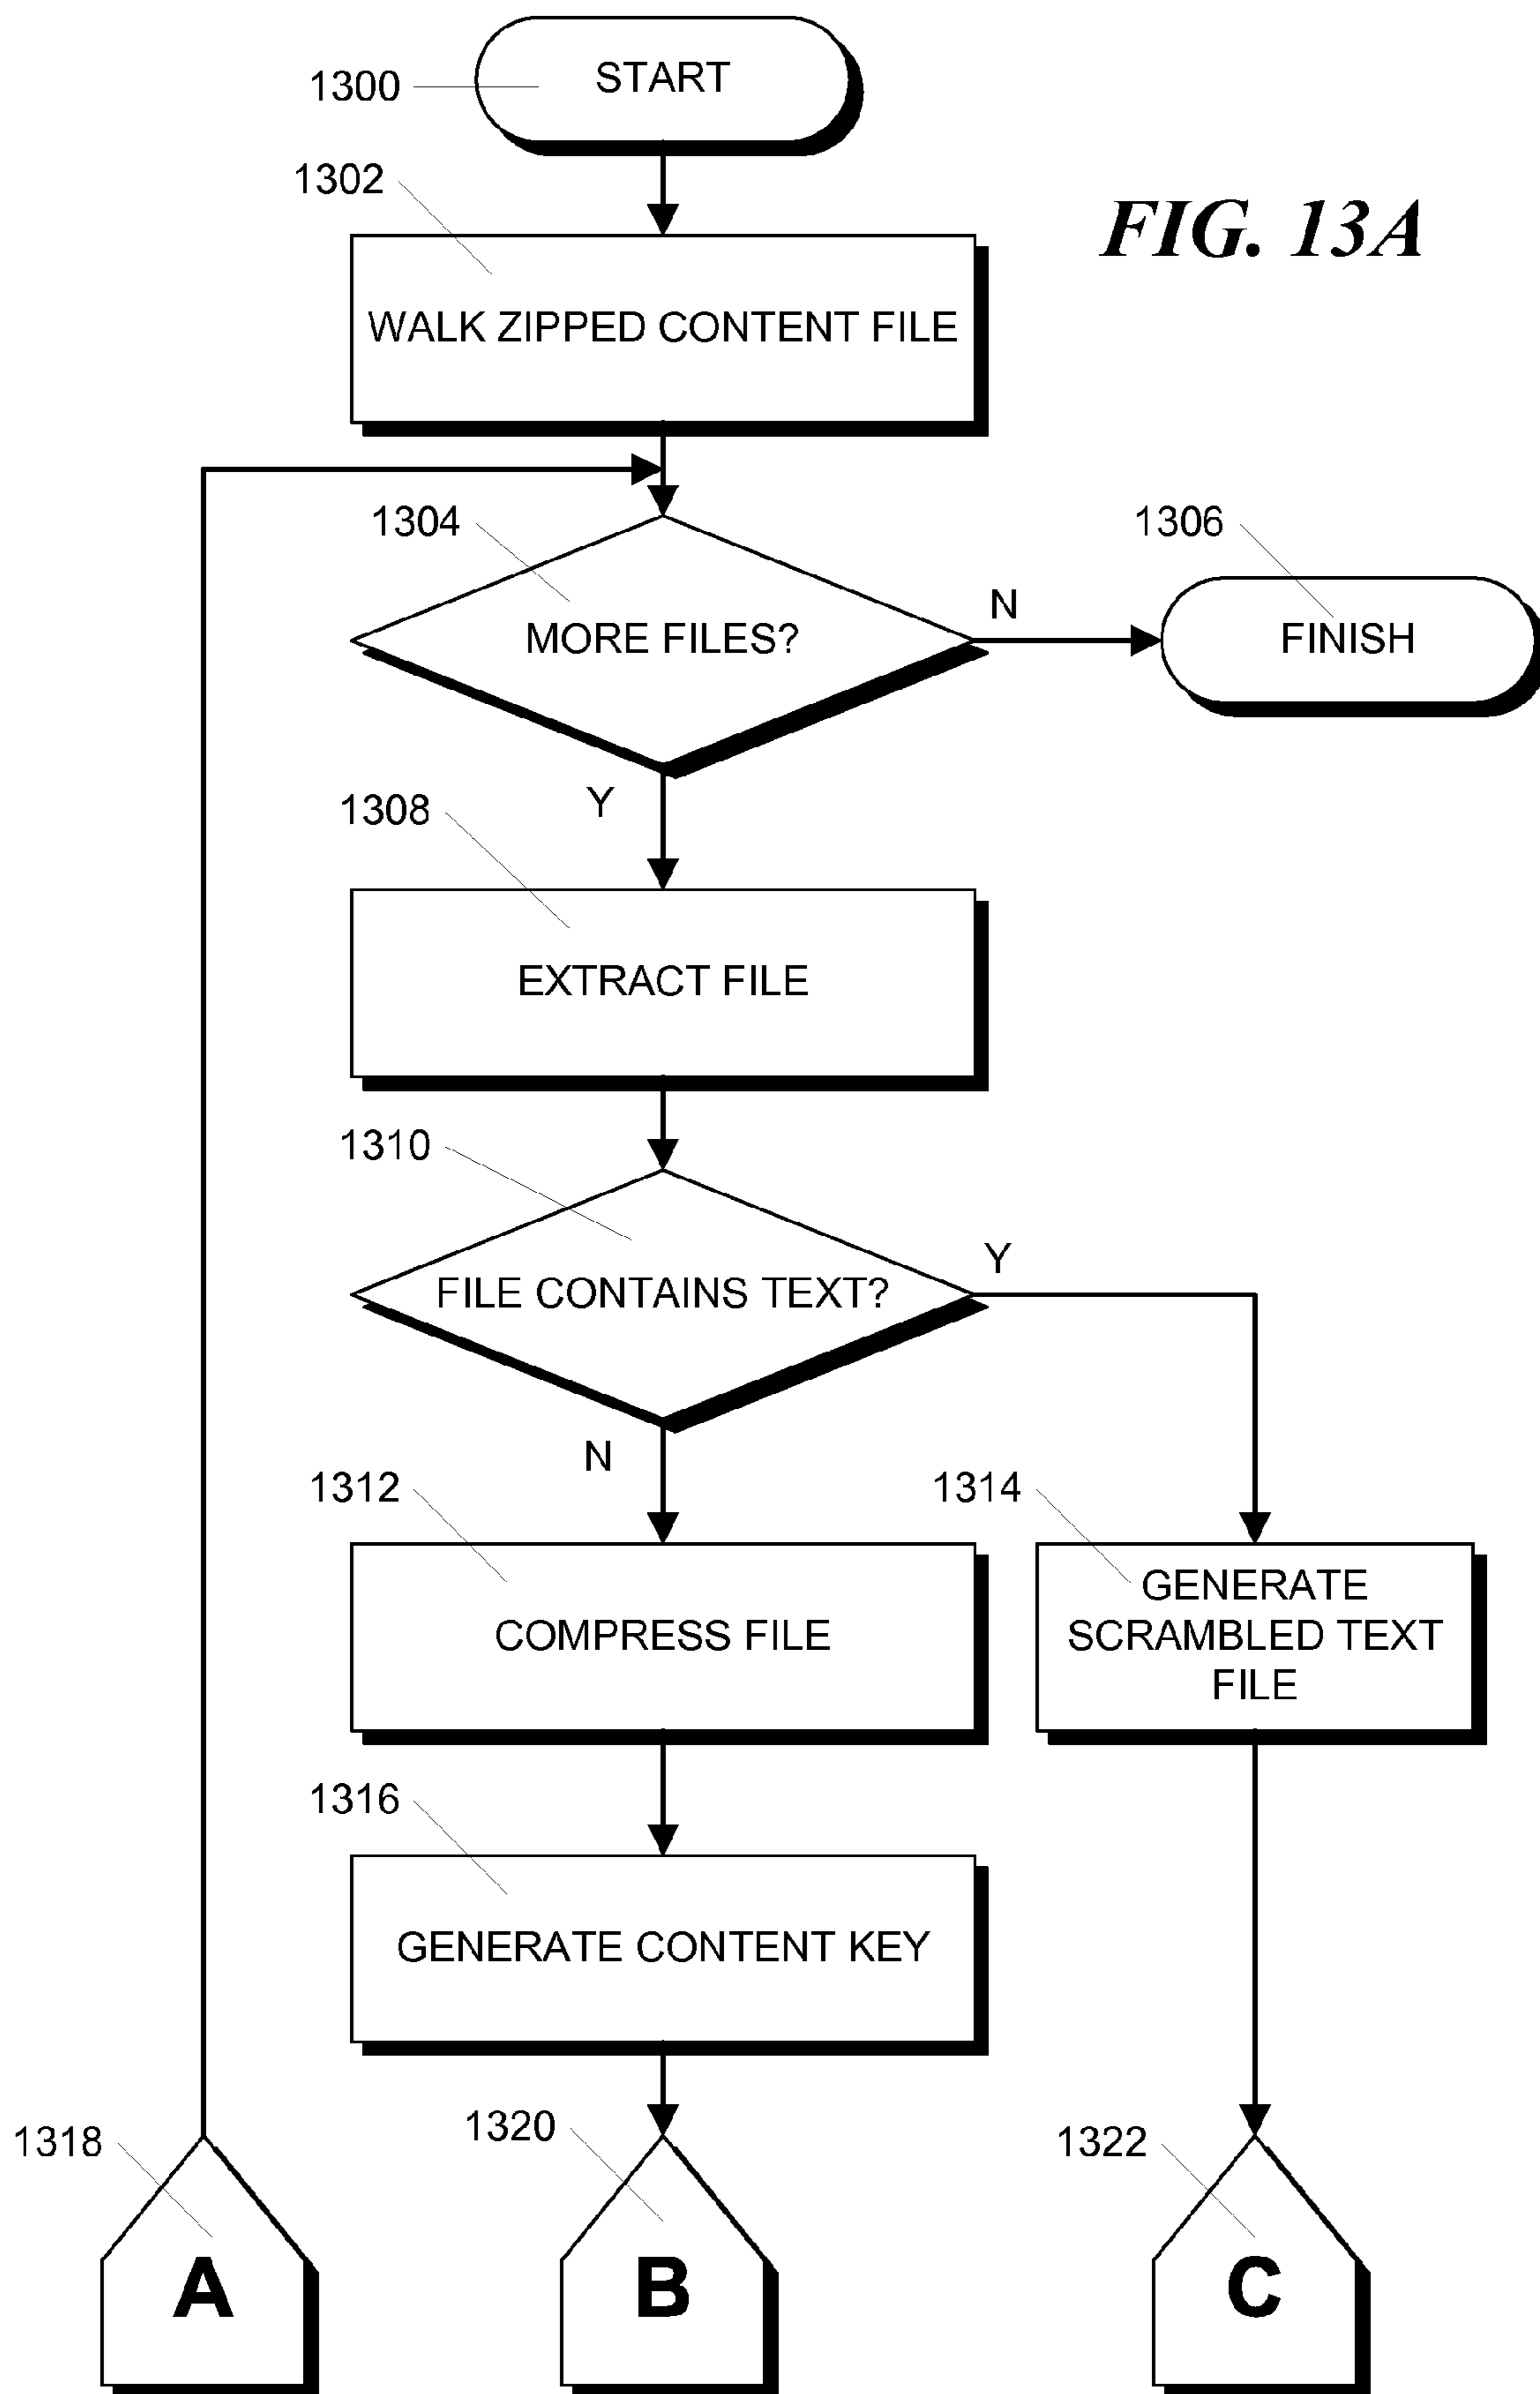 1300
START
1302
FIG. 13A
WALK ZIPPED CONTENT FILE
1304
1306
MORE FILES?
N
FINISH
Y
1308
EXTRACT FILE
1310
FILE CONTAINS TEXT?
Y
N
1312
1314
COMPRESS FILE
GENERATE
SCRAMBLED TEXT
FILE
1316
GENERATE CONTENT KEY
1318
1320
1322
A
B
C